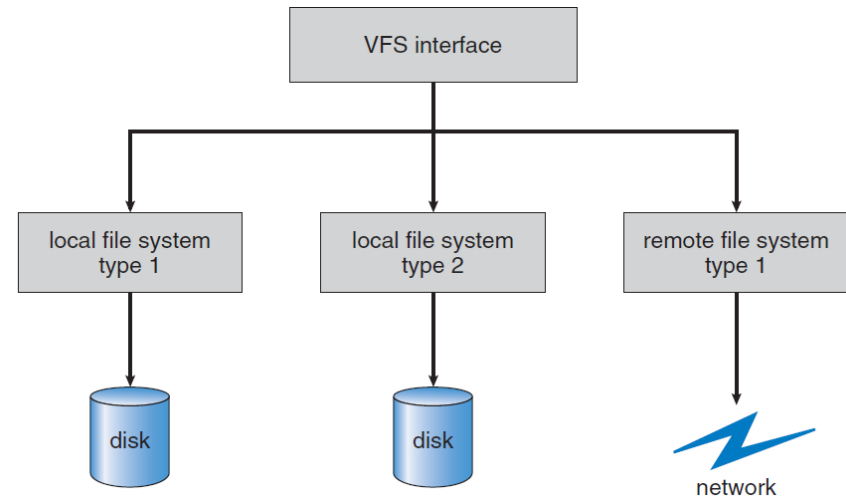 VFS interface
local file system
type 1
local file system
type 2
remote file system
type 1
disk
disk
network